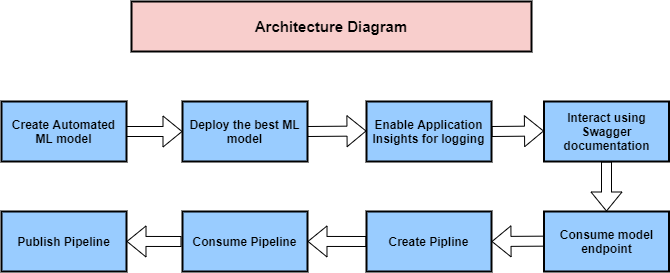 Architecture Diagram
Create Automated
ML model
Deploy the best ML
model
Enable Application
Insights for logging
Interact using
Swagger
documentation
Consume model
endpoint
Create Pipline
Consume Pipeline
Publish Pipeline